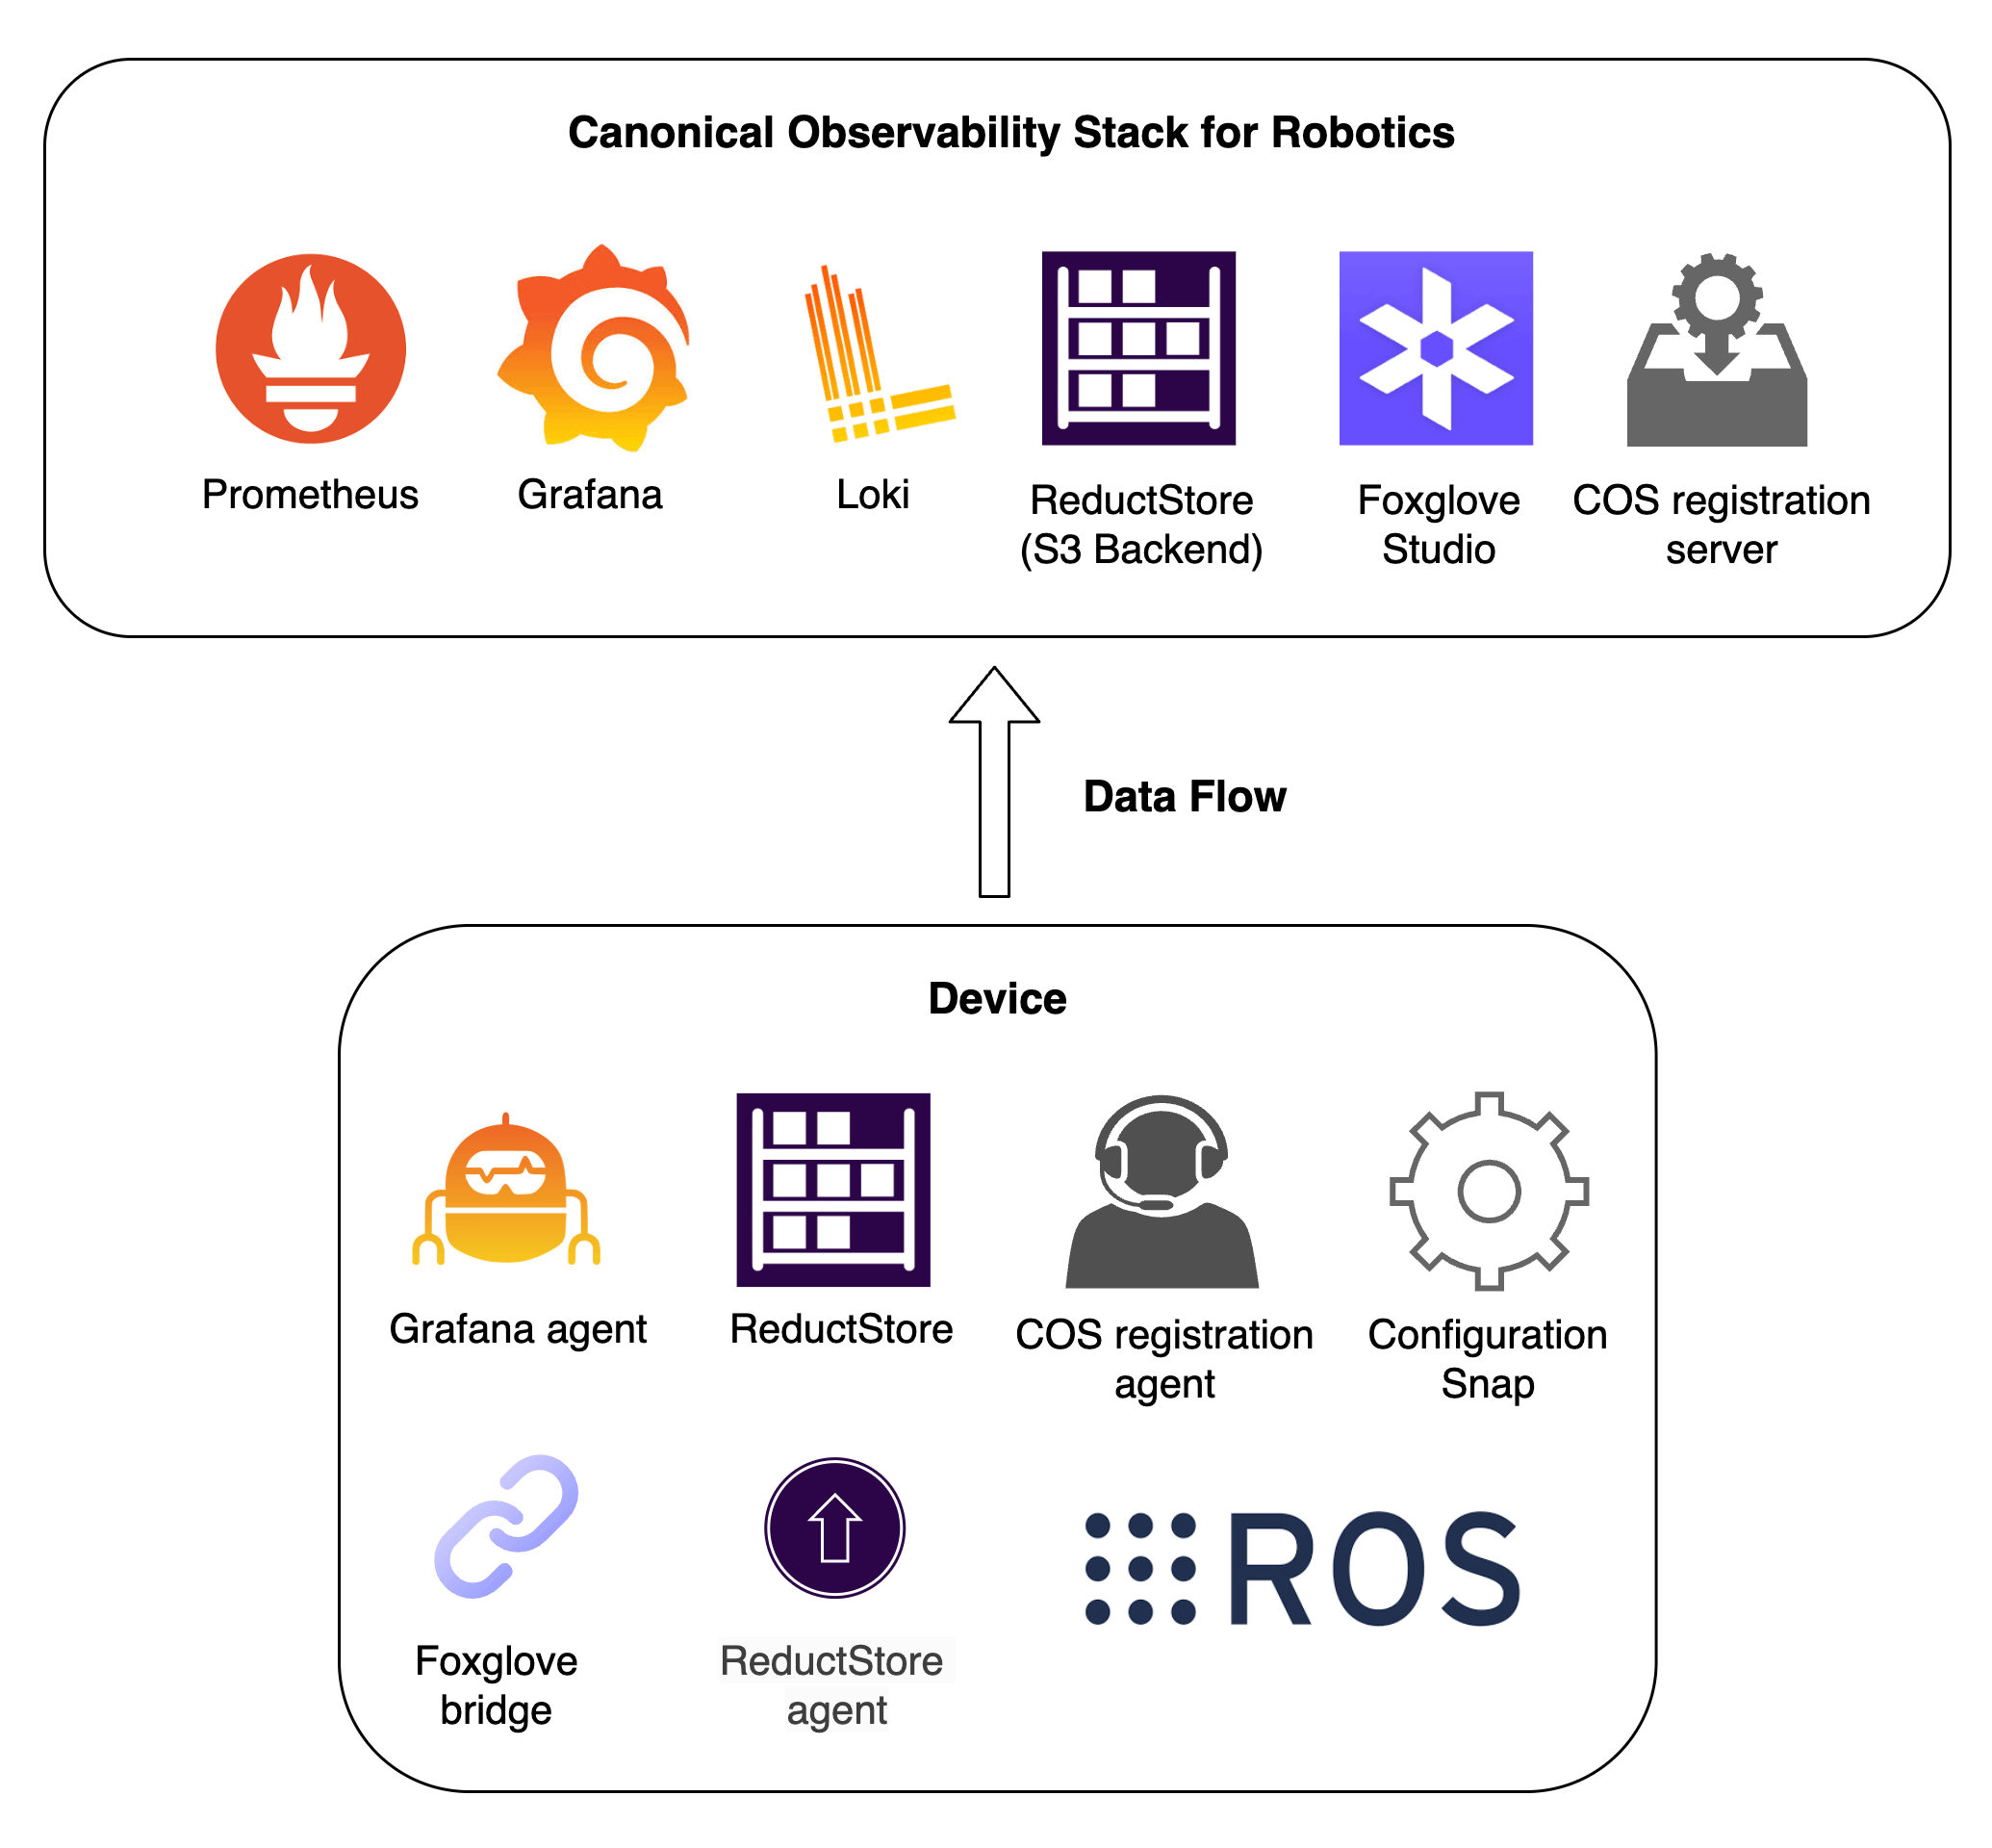 Canonical Observability Stack for Robotics
Prometheus
Grafana
Loki
ReductStore
(S3 Backend)
Foxglove
Studio
COS registration
server
Data Flow
Device
Grafana agent
ReductStore
COS registration
agent
Configuration
Snap
Foxglove
bridge
ReductStore
agent
ROS